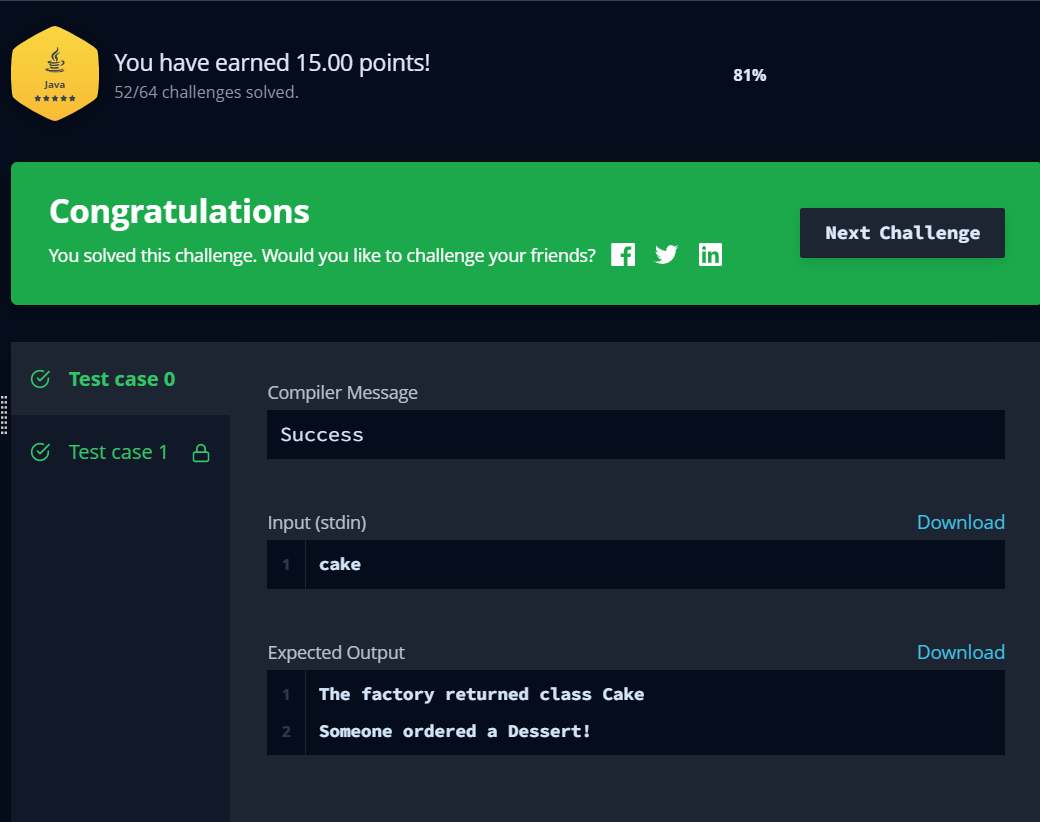 Java
★★★★★
You have earned 15.00 points!
52/64 challenges solved.
81%
Congratulations
You solved this challenge. Would you like to challenge your friends?
Next Challenge
Test case 0
Test case 1
Compiler Message
Success
Input (stdin) Download
1 cake
Expected Output Download
1 The factory returned class Cake
2 Someone ordered a Dessert!